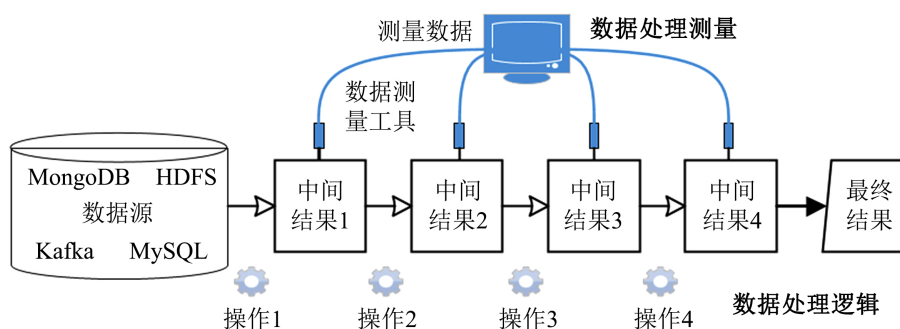 测量数据
数据处理测量
数据测
量工具
MongoDB HDFS
数据源
Kafka MySQL
中间
结果1
中间
结果2
中间
结果3
中间
结果4
最终
结果
操作1
操作2
操作3
操作4
数据处理逻辑